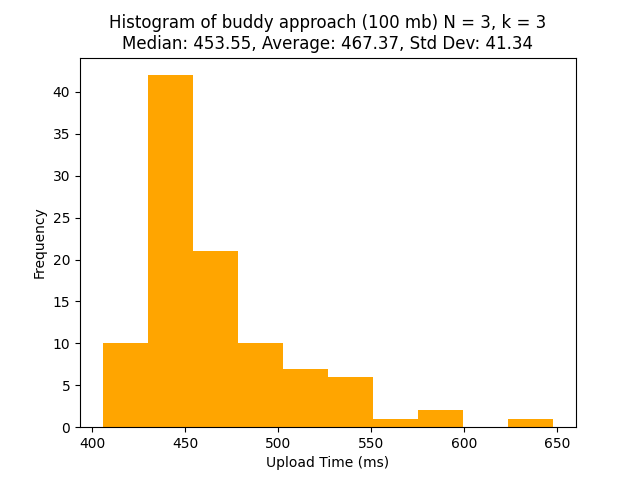 Histogram of buddy approach (100 mb) N = 3, k = 3
Median: 453.55, Average: 467.37, Std Dev: 41.34
40
35
30
25
20
15
10
5
0
Frequency
400 450 500 550 600 650
Upload Time (ms)